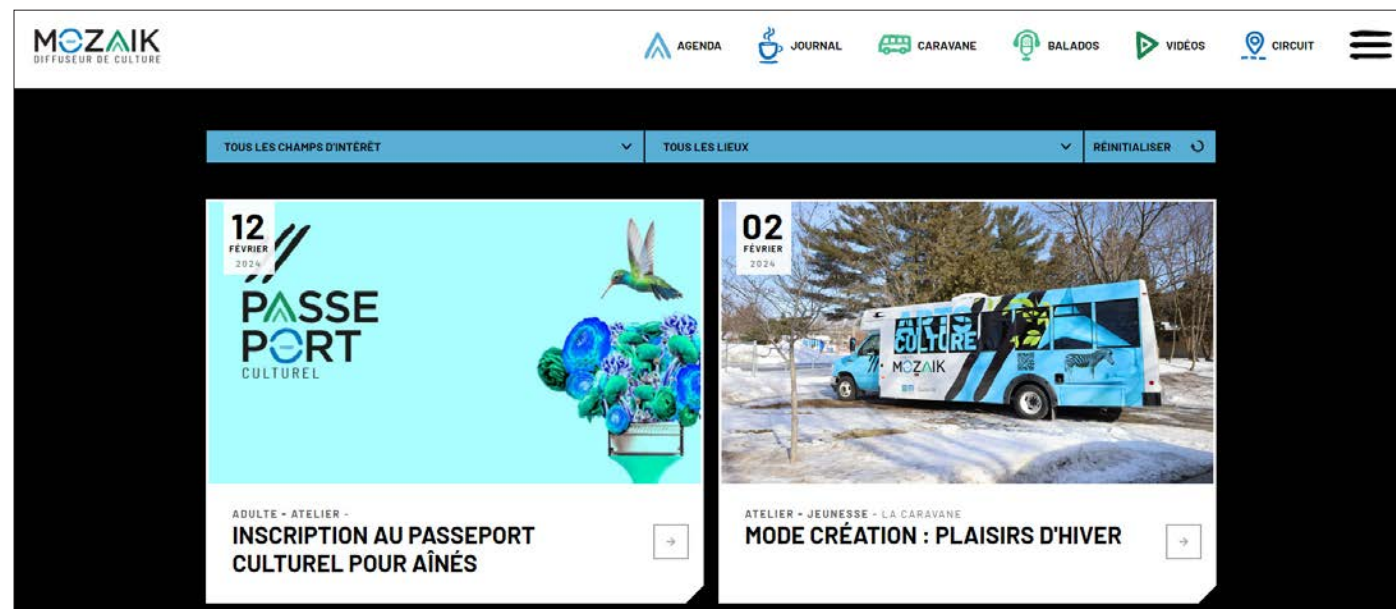 MOZAIK
DIFFUSEUR DE CULTURE
AGENDA
JOURNAL
CARAVANE
BALADOS
VIDÉOS
CIRCUIT
TOUS LES CHAMPS D'INTÉRÊT
TOUS LES LIEUX
RÉINITIALISER
12
FÉVRIER
2024
PASSE
PORT
CULTUREL
ADULTE - ATELIER -
INSCRIPTION AU PASSEPORT
CULTUREL POUR AÎNÉS
02
FÉVRIER
2024
ARTS
CULTURE
MOZAIK
ATELIER - JEUNESSE - LA CARAVANE
MODE CRÉATION : PLAISIRS D'HIVER